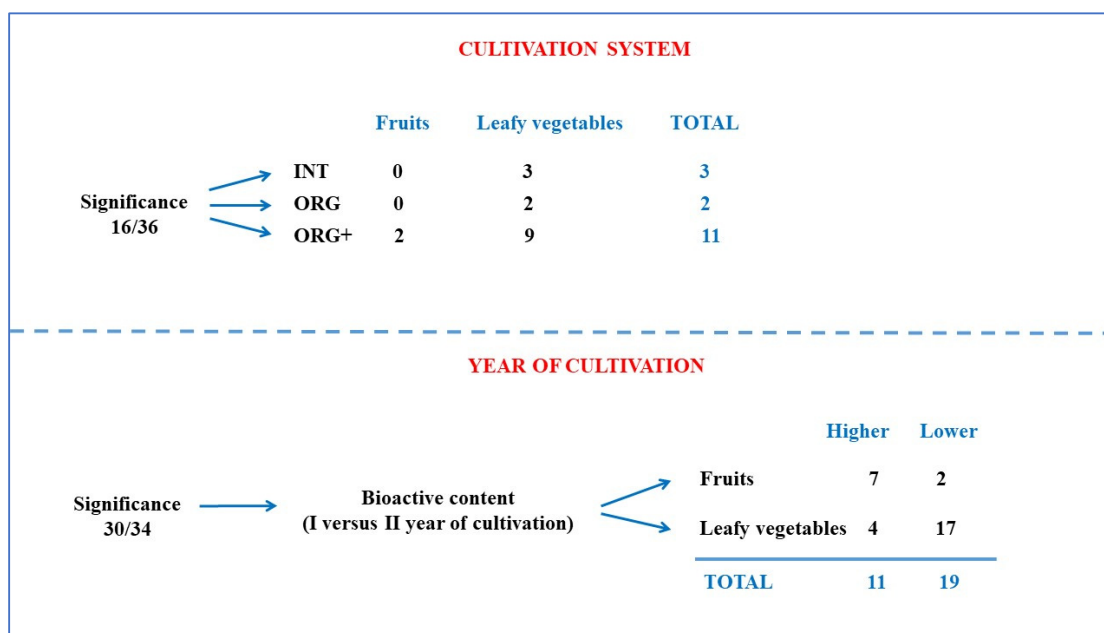 CULTIVATION SYSTEM
Fruits Leafy vegetables TOTAL
INT 0 3 3
Significance
16/36
ORG 0 2 2
ORG+ 2 9 11
YEAR OF CULTIVATION
Higher Lower
Fruits 7 2
Significance
30/34
Bioactive content
(I versus II year of cultivation)
Leafy vegetables 4 17
TOTAL 11 19